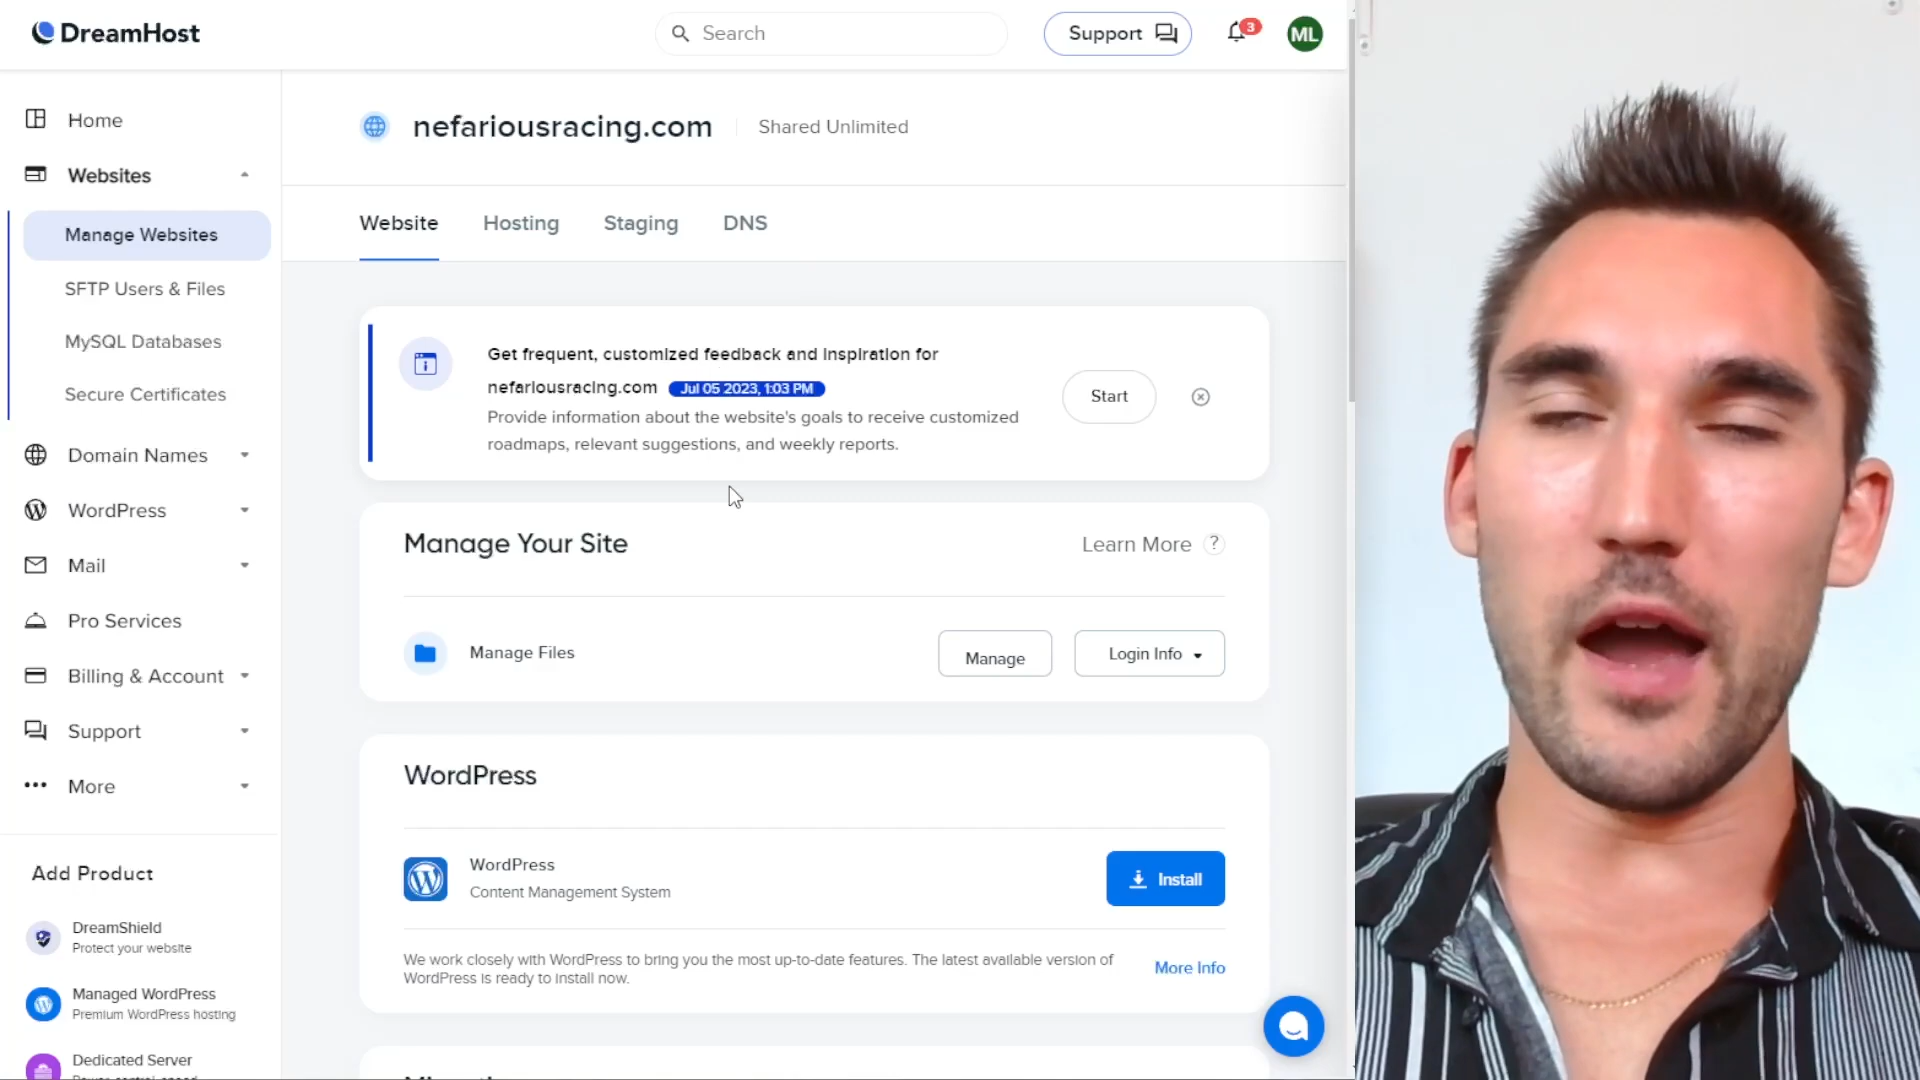 DreamHost
Search
Support
3
ML
Home
Websites
Manage Websites
SFTP Users & Files
MySQL Databases
Secure Certificates
Domain Names
WordPress
Mail
Pro Services
Billing & Account
Support
More
Add Product
DreamShield
Protect your website
Managed WordPress
Premium WordPress hosting
Dedicated Server
nefariousracing.com
Shared Unlimited
Website
Hosting
Staging
DNS
Get frequent, customized feedback and inspiration for
nefariousracing.com Jul 05 2023, 1:03 PM
Provide information about the website's goals to receive customized
roadmaps, relevant suggestions, and weekly reports.
Start
Manage Your Site
Learn More ?
Manage Files
Manage
Login Info
WordPress
WordPress
Content Management System
Install
We work closely with WordPress to bring you the most up-to-date features. The latest available version of
WordPress is ready to install now.
More Info